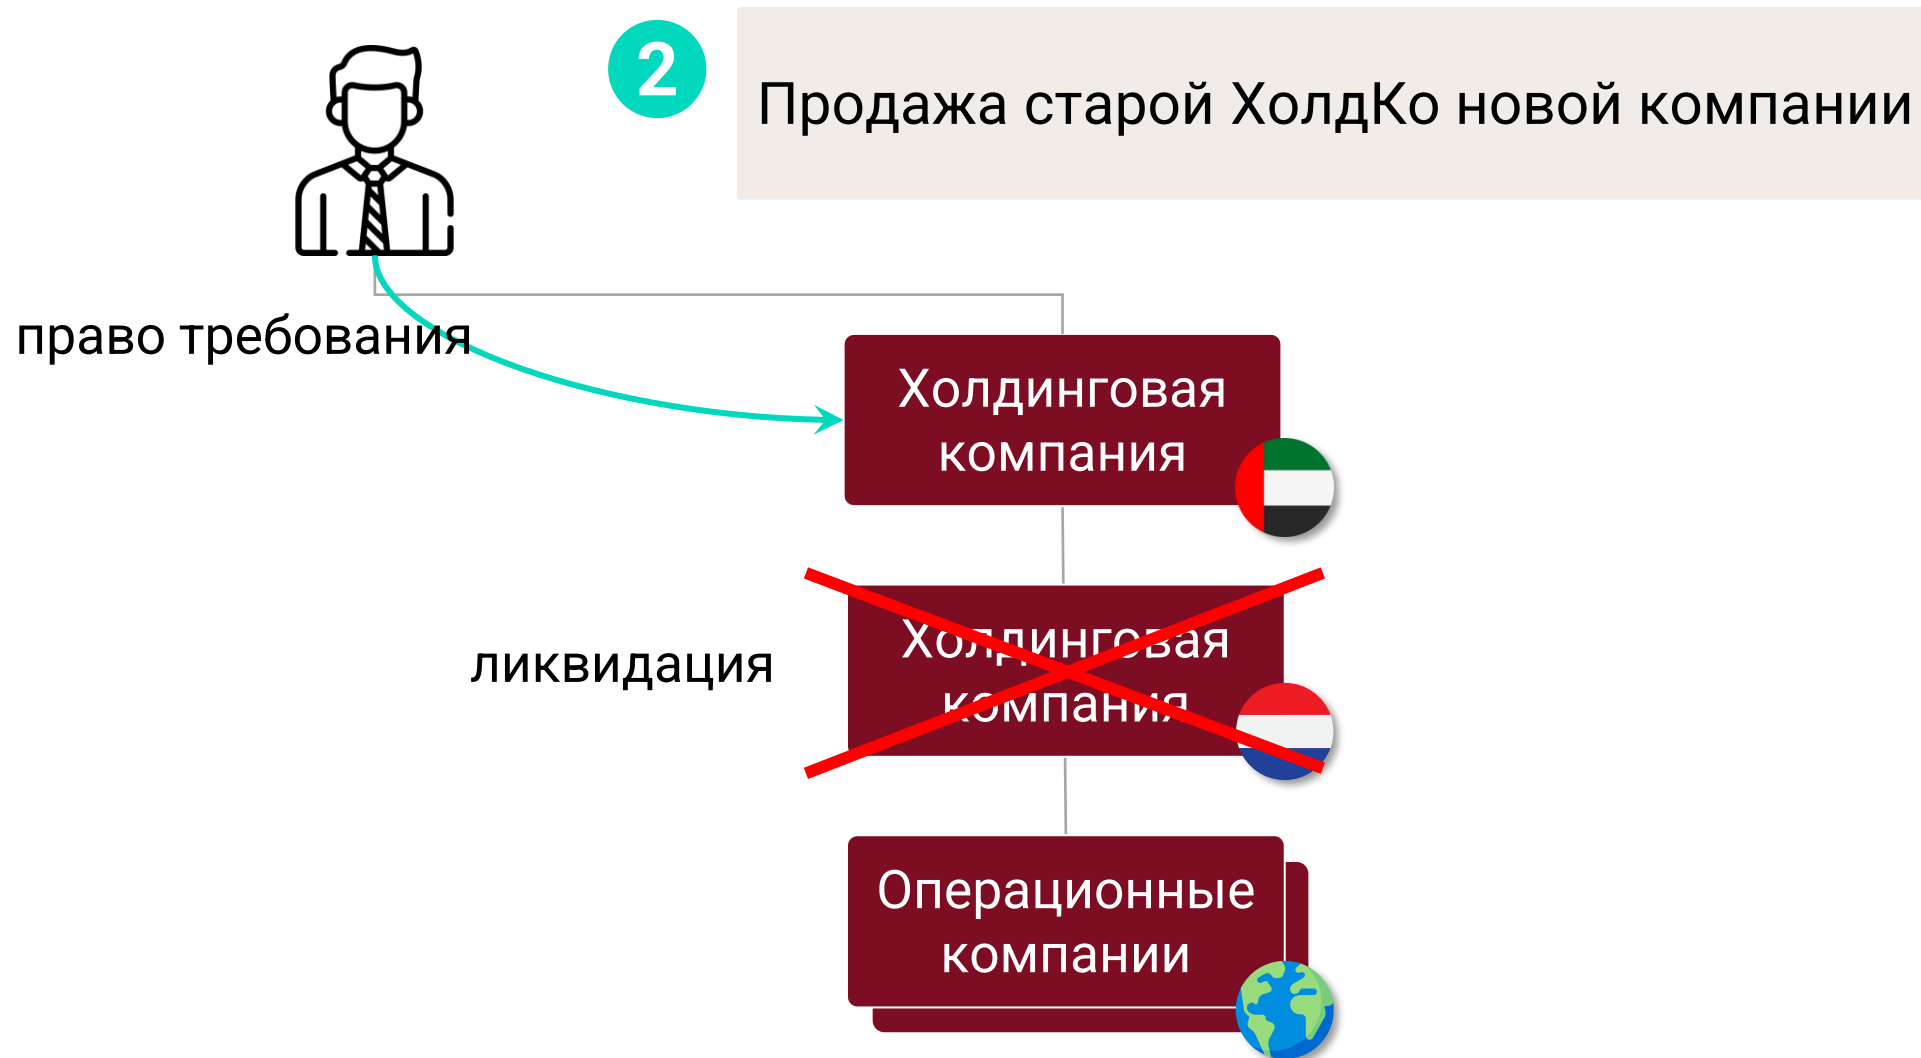 2
Продажа старой ХолдКо новой компании
право требования
Холдинговая
компания
ликвидация
Холдинговая
компания
Операционные
компании